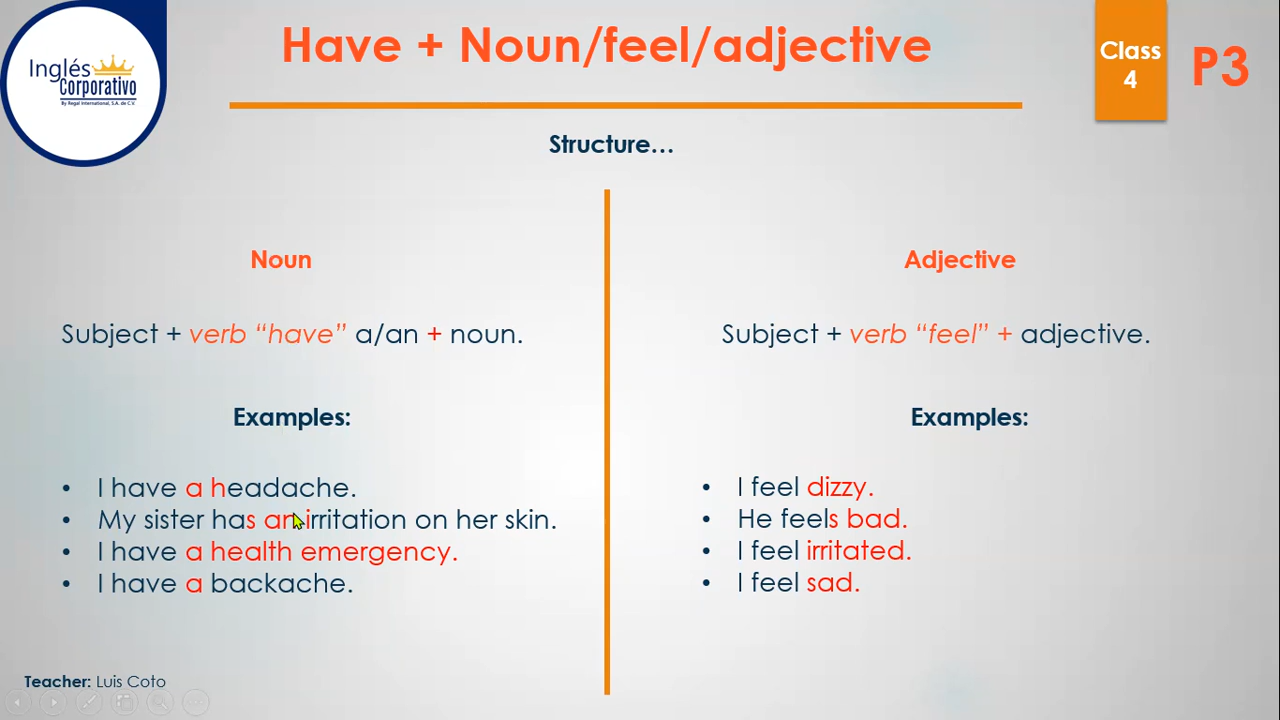 Inglés
Corporativo
By Regal International, S.A. de C.V.
Have + Noun/feel/adjective
Class
4
P3
Structure...
Noun
Subject + verb “have” a/an + noun.
Examples:
• I have a headache.
• My sister has an irritation on her skin.
• I have a health emergency.
• I have a backache.
Adjective
Subject + verb “feel” + adjective.
Examples:
• I feel dizzy.
• He feels bad.
• I feel irritated.
• I feel sad.
Teacher: Luis Coto